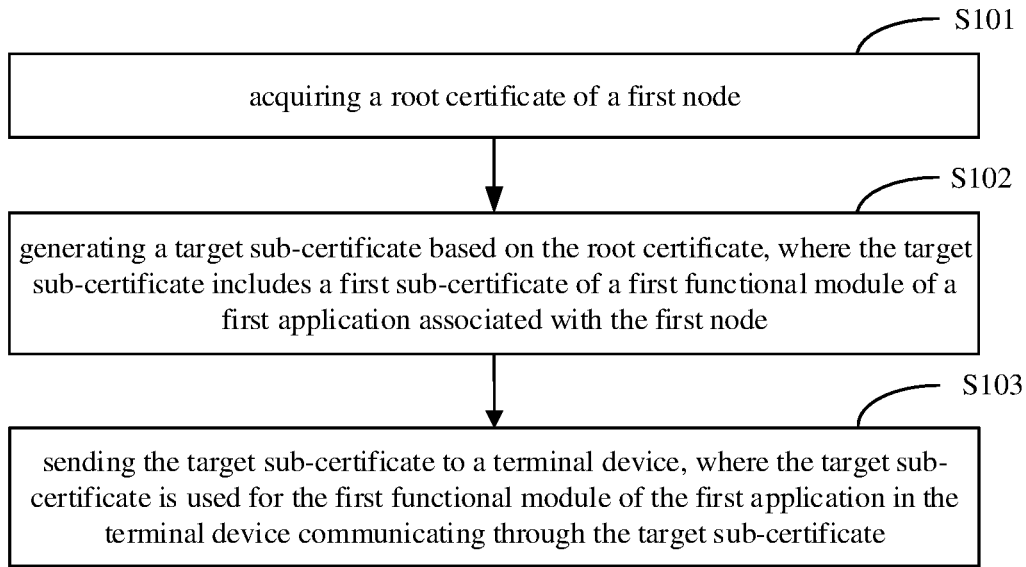 S101
acquiring a root certificate of a first node
S102
generating a target sub-certificate based on the root certificate, where the target
sub-certificate includes a first sub-certificate of a first functional module of a
first application associated with the first node
S103
sending the target sub-certificate to a terminal device, where the target sub-
certificate is used for the first functional module of the first application in the
terminal device communicating through the target sub-certificate